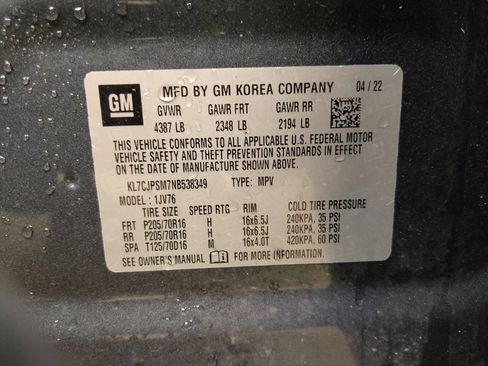 GM MFD BY GM KOREA COMPANY 04/22
GVWR GAWR FRT GAWR RR
4387 LB 2348 LB 2194 LB
THIS VEHICLE CONFORMS TO ALL APPLICABLE U.S. FEDERAL MOTOR
VEHICLE SAFETY AND THEFT PREVENTION STANDARDS IN EFFECT
ON THE DATE OF MANUFACTURE SHOWN ABOVE.
KL7CJPSM7NB538349 TYPE: MPV
MODEL: 1JV76
TIRE SIZE SPEED RTG RIM COLD TIRE PRESSURE
FRT P205/70R16 H 16x6.5J 240KPA, 35 PSI
RR P205/70R16 H 16x6.5J 240KPA, 35 PSI
SPA T125/70D16 M 16x4.0T 420KPA, 60 PSI
SEE OWNER'S MANUAL FOR MORE INFORMATION.